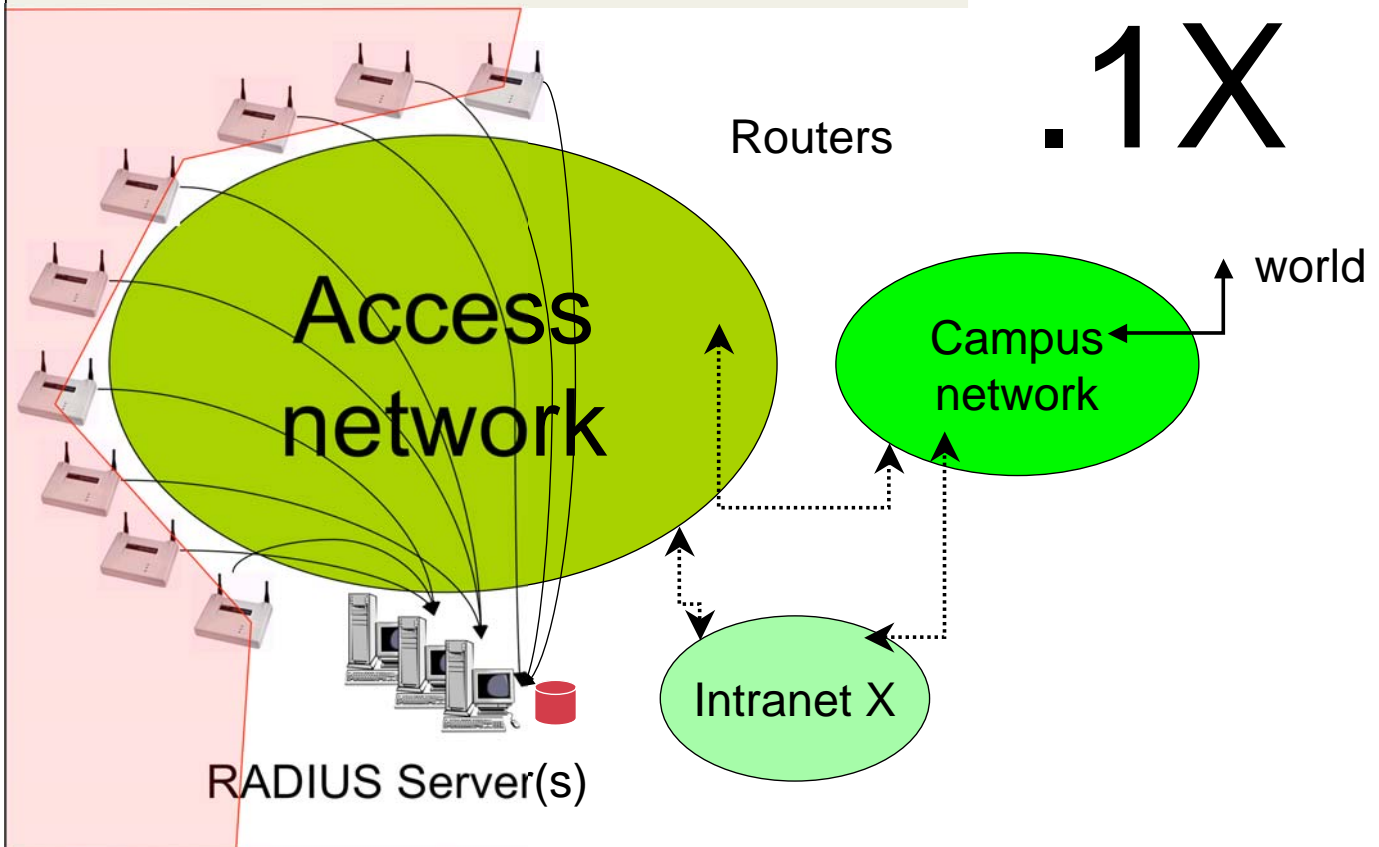 .1X
Routers
world
Access
network
Campus
network
Intranet X
RADIUS Server(s)